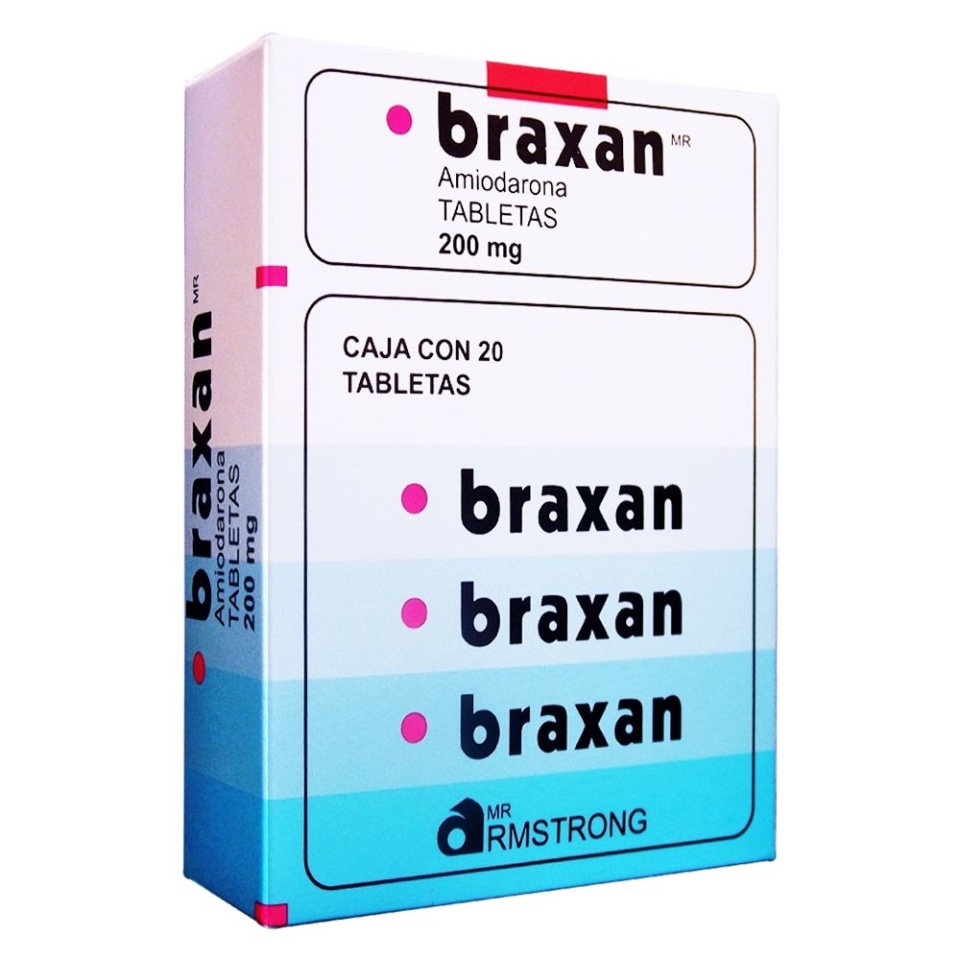 braxan MR
Amiodarona
TABLETAS
200 mg
CAJA CON 20
TABLETAS
braxan
braxan
braxan
MR
aRMSTRONG
braxan MR
Amiodarona
TABLETAS
200 mg